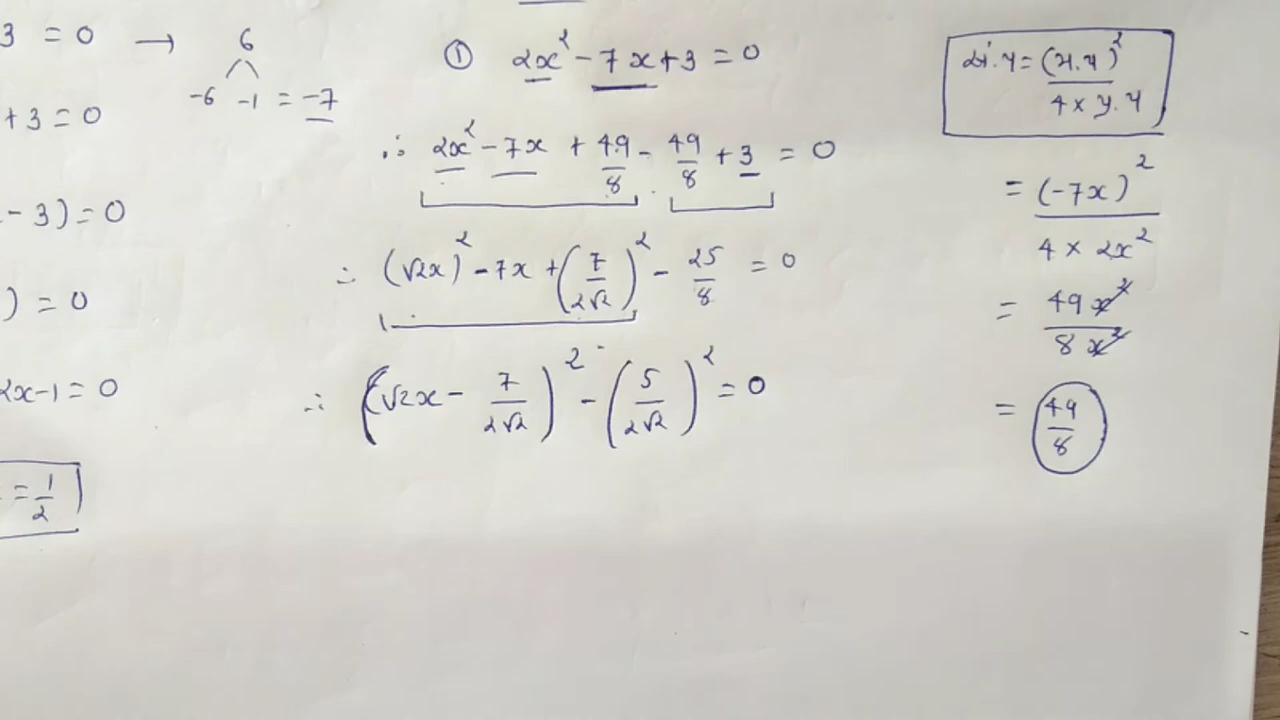 3 = 0 → 6
-6 -1 = -7
+ 3 = 0
- 3) = 0
) = 0
2x-1 = 0
= 1/2
① 2x² - 7x + 3 = 0
∴ 2x² - 7x + 49/8 - 49/8 + 3 = 0
∴ (√2x)² - 7x + (7/2√2)² - 25/8 = 0
∴ (√2x - 7/2√2)² - (5/2√2)² = 0
અં.પ = (મ.પ)² / 4 × પ્ર.પ
= (-7x)² / 4 × 2x²
= 49x² / 8x²
= 49/8